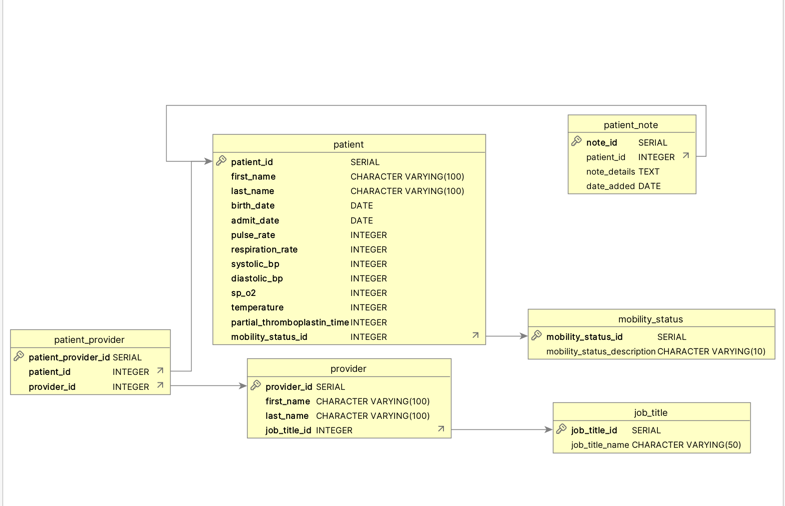 patient_note
note_id SERIAL
patient_id INTEGER
note_details TEXT
date_added DATE
patient
patient_id SERIAL
first_name CHARACTER VARYING(100)
last_name CHARACTER VARYING(100)
birth_date DATE
admit_date DATE
pulse_rate INTEGER
respiration_rate INTEGER
systolic_bp INTEGER
diastolic_bp INTEGER
sp_o2 INTEGER
temperature INTEGER
partial_thromboplastin_time INTEGER
mobility_status_id INTEGER
mobility_status
mobility_status_id SERIAL
mobility_status_description CHARACTER VARYING(10)
patient_provider
patient_provider_id SERIAL
patient_id INTEGER
provider_id INTEGER
provider
provider_id SERIAL
first_name CHARACTER VARYING(100)
last_name CHARACTER VARYING(100)
job_title_id INTEGER
job_title
job_title_id SERIAL
job_title_name CHARACTER VARYING(50)